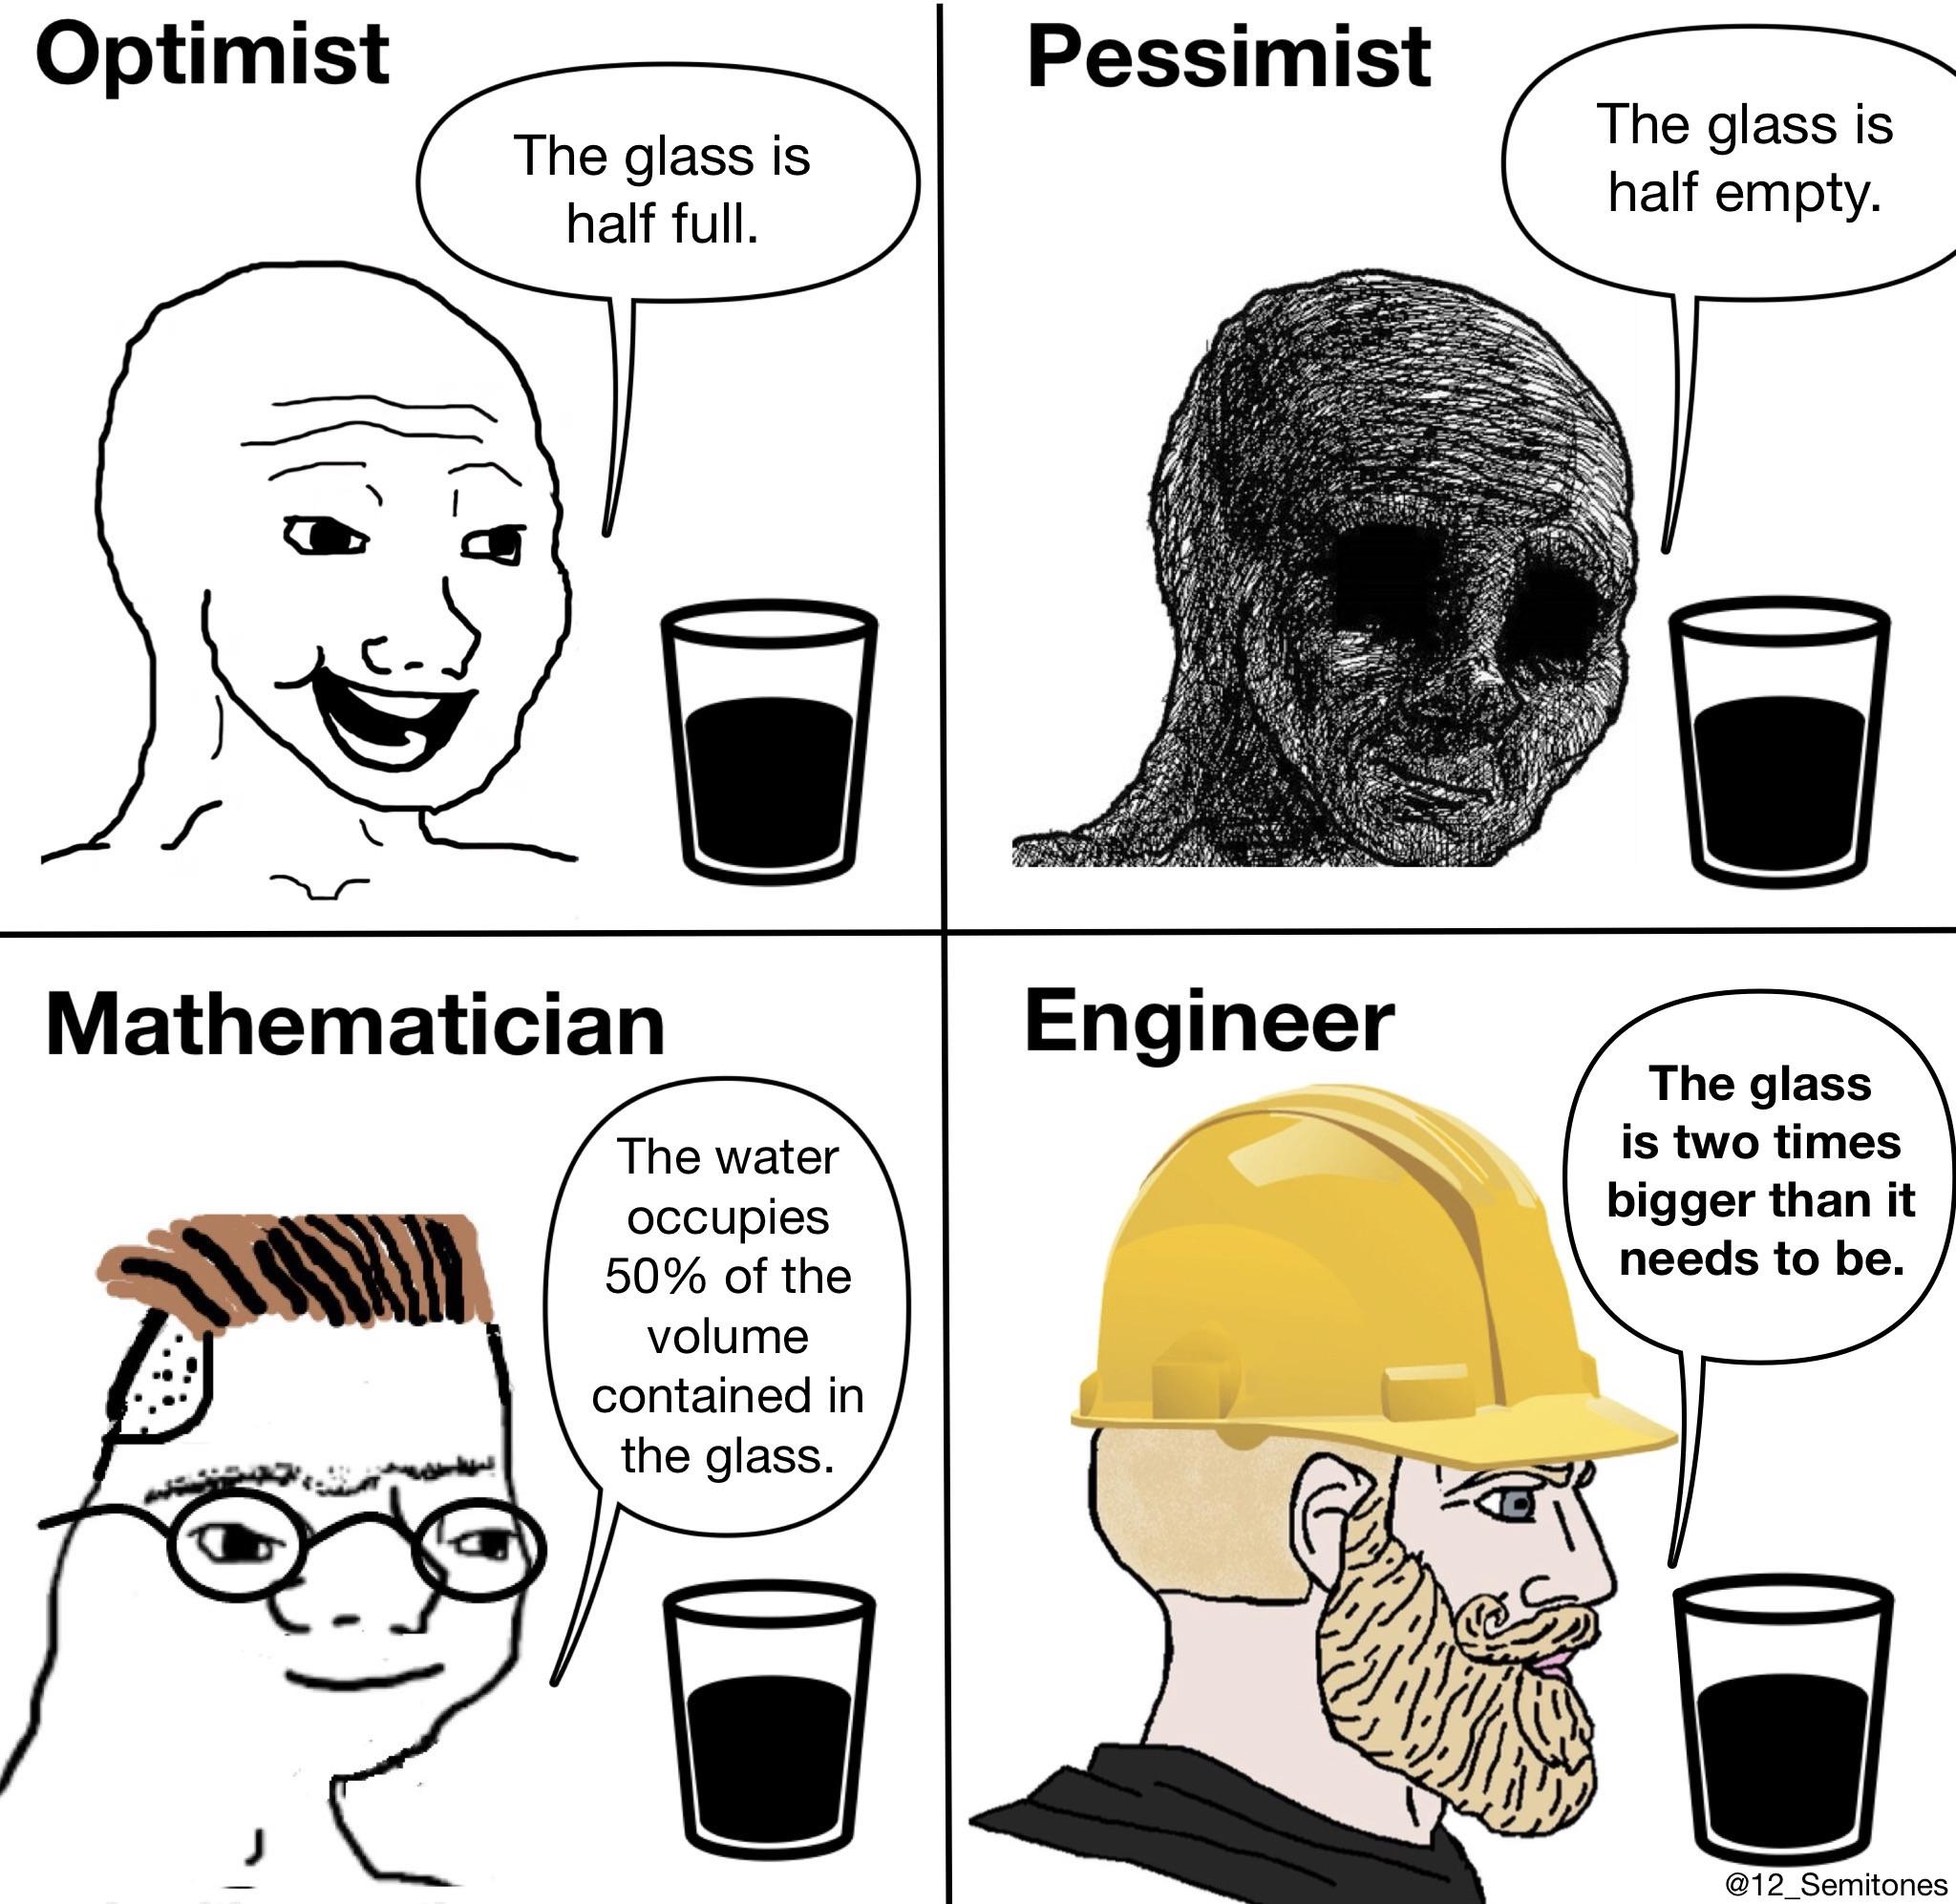 Optimist
The glass is
half full.
Pessimist
The glass is
half empty.
Mathematician
The water
occupies
50% of the
volume
contained in
the glass.
Engineer
The glass
is two times
bigger than it
needs to be.
@12_Semitones